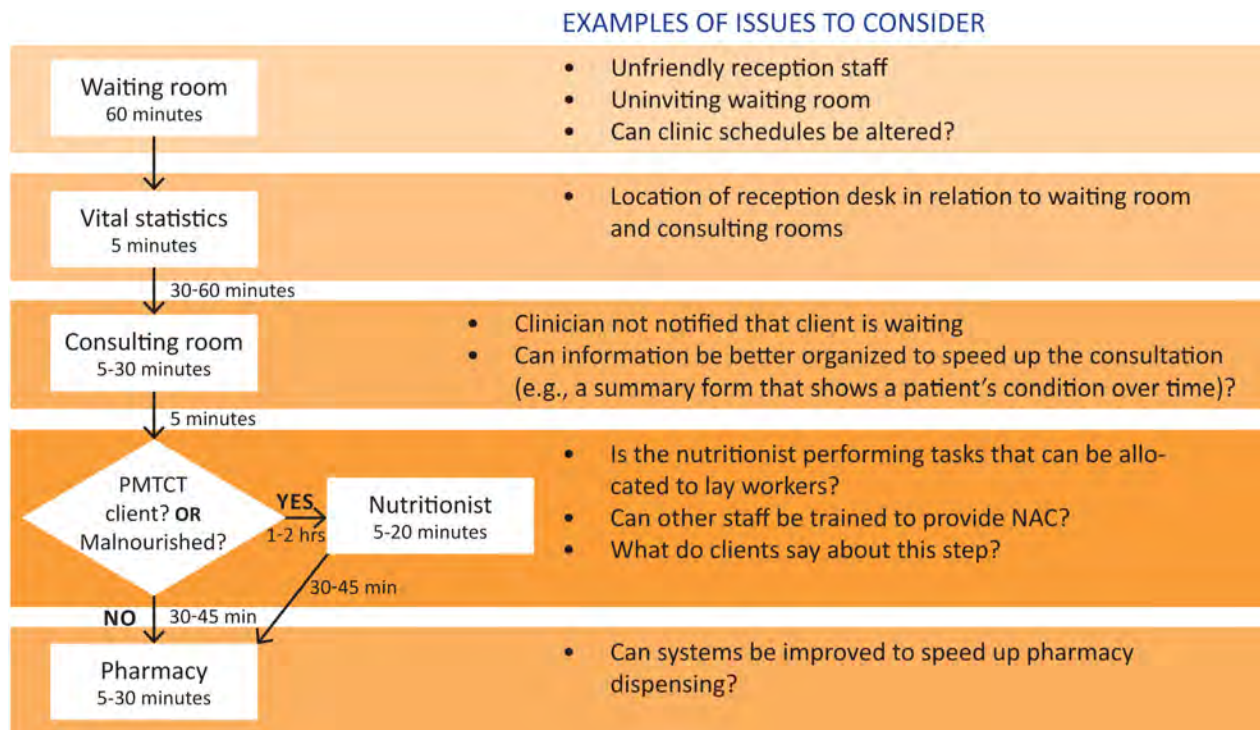 EXAMPLES OF ISSUES TO CONSIDER
Waiting room
60 minutes
• Unfriendly reception staff
• Uninviting waiting room
• Can clinic schedules be altered?
Vital statistics
5 minutes
• Location of reception desk in relation to waiting room
and consulting rooms
30-60 minutes
Consulting room
5-30 minutes
• Clinician not notified that client is waiting
• Can information be better organized to speed up the consultation
(e.g., a summary form that shows a patient's condition over time)?
5 minutes
PMTCT
client? OR
Malnourished?
YES
1-2 hrs
Nutritionist
5-20 minutes
• Is the nutritionist performing tasks that can be allo-
cated to lay workers?
• Can other staff be trained to provide NAC?
• What do clients say about this step?
30-45 min
NO
30-45 min
Pharmacy
5-30 minutes
• Can systems be improved to speed up pharmacy
dispensing?